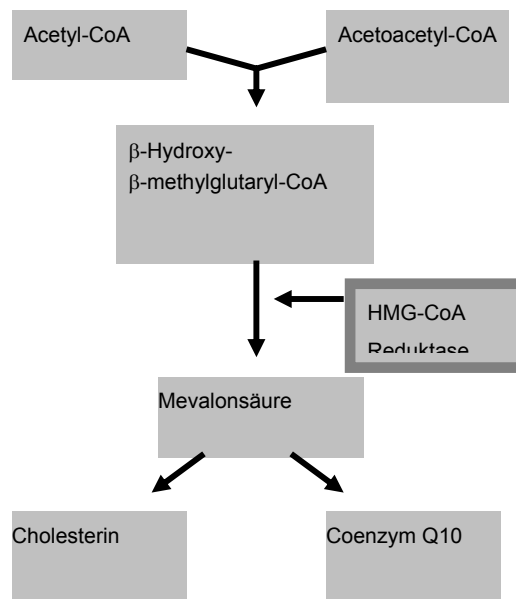 Acetyl-CoA
Acetoacetyl-CoA
β-Hydroxy-
β-methylglutaryl-CoA
HMG-CoA
Reduktase
Mevalonsäure
Cholesterin
Coenzym Q10